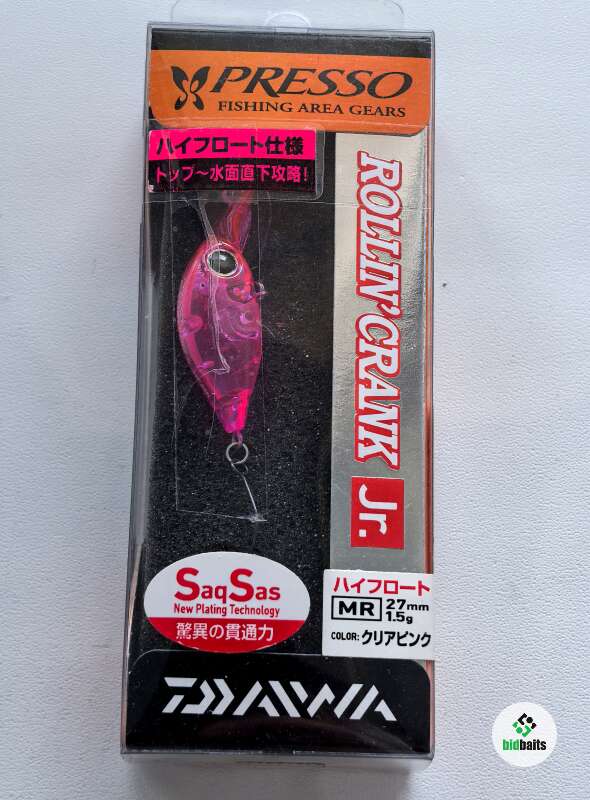 PRESSO
FISHING AREA GEARS
ハイフロート仕様
トップ～水面直下攻略!
ROLLIN'CRANK
Jr.
SaqSas
New Plating Technology
驚異の貫通力
ハイフロート
MR 27mm
1.5g
COLOR: クリアピンク
DAIWA
bidbaits